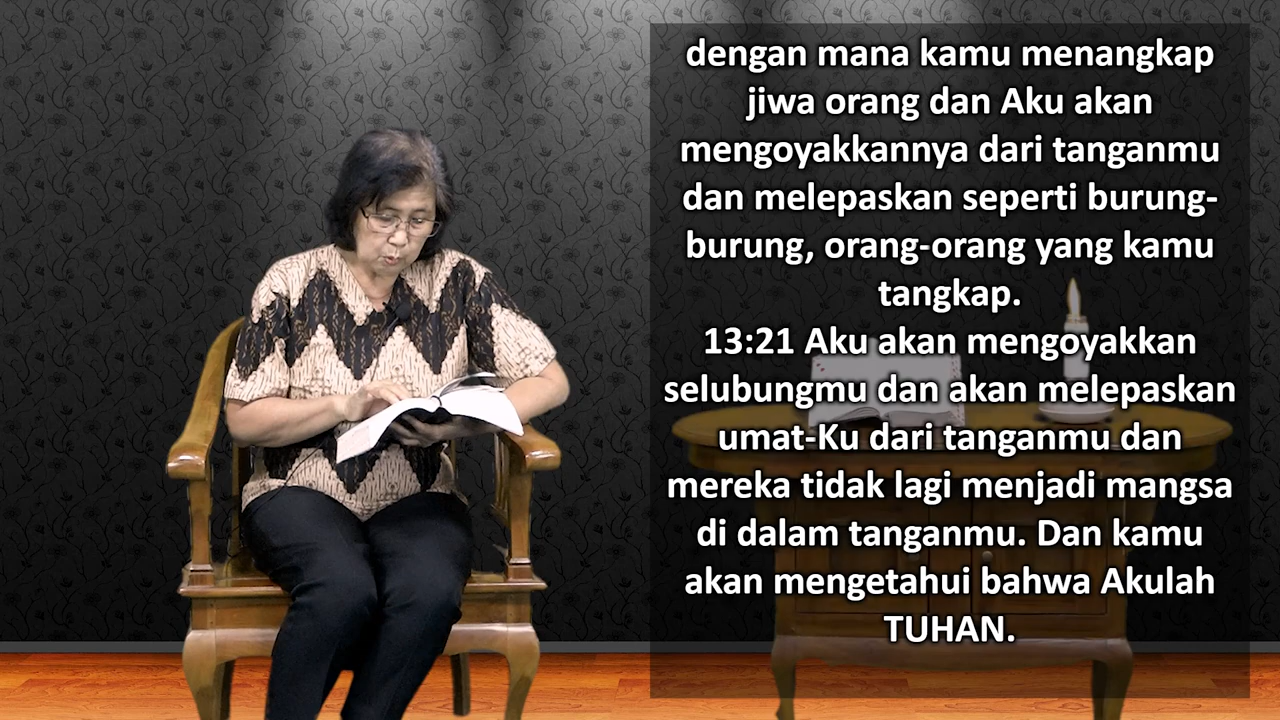 dengan mana kamu menangkap
jiwa orang dan Aku akan
mengoyakkannya dari tanganmu
dan melepaskan seperti burung-
burung, orang-orang yang kamu
tangkap.
13:21 Aku akan mengoyakkan
selubungmu dan akan melepaskan
umat-Ku dari tanganmu dan
mereka tidak lagi menjadi mangsa
di dalam tanganmu. Dan kamu
akan mengetahui bahwa Akulah
TUHAN.